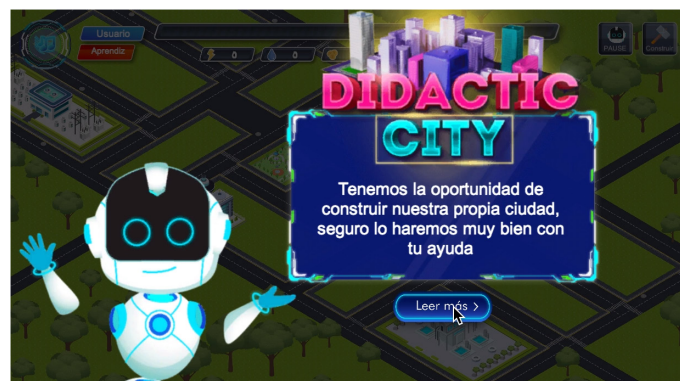 Usuario
Aprendiz
0
0
PAUSE
Construir
DIDACTIC
CITY
Tenemos la oportunidad de
construir nuestra propia ciudad,
seguro lo haremos muy bien con
tu ayuda
Leer más >